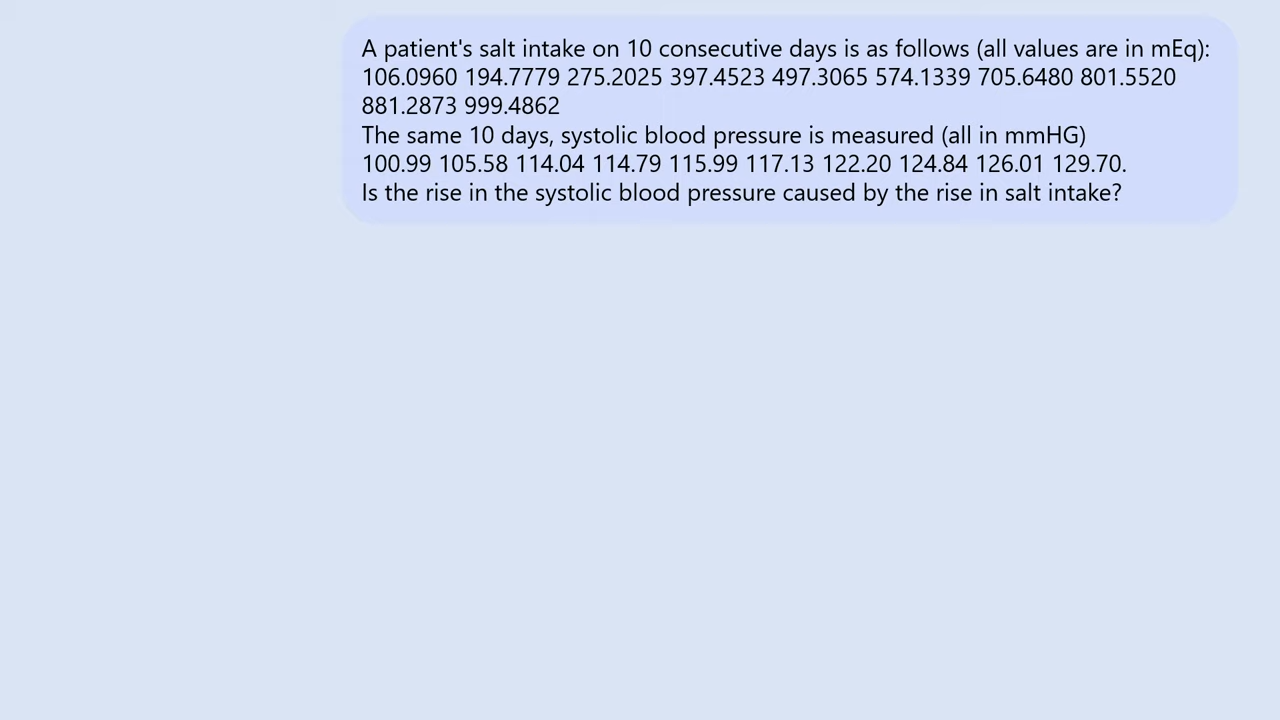 A patient's salt intake on 10 consecutive days is as follows (all values are in mEq):
106.0960 194.7779 275.2025 397.4523 497.3065 574.1339 705.6480 801.5520
881.2873 999.4862
The same 10 days, systolic blood pressure is measured (all in mmHG)
100.99 105.58 114.04 114.79 115.99 117.13 122.20 124.84 126.01 129.70.
Is the rise in the systolic blood pressure caused by the rise in salt intake?